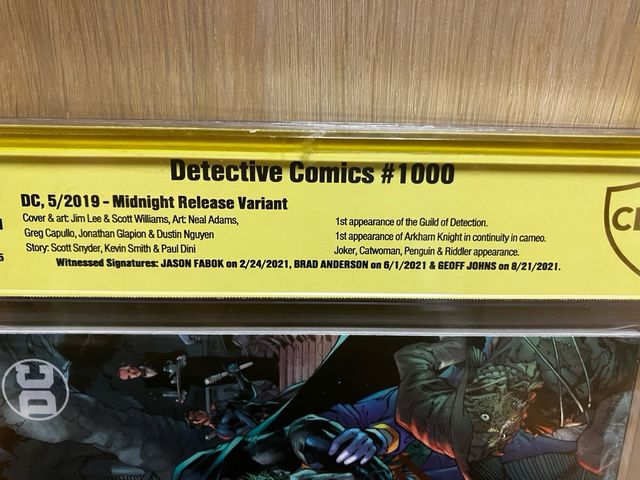 Detective Comics #1000
DC, 5/2019 - Midnight Release Variant
Cover & art: Jim Lee & Scott Williams, Art: Neal Adams,
Greg Capullo, Jonathan Glapion & Dustin Nguyen
Story: Scott Snyder, Kevin Smith & Paul Dini
1st appearance of the Guild of Detection.
1st appearance of Arkham Knight in continuity in cameo.
Joker, Catwoman, Penguin & Riddler appearance.
Witnessed Signatures: JASON FABOK on 2/24/2021, BRAD ANDERSON on 6/1/2021 & GEOFF JOHNS on 8/21/2021.
DC